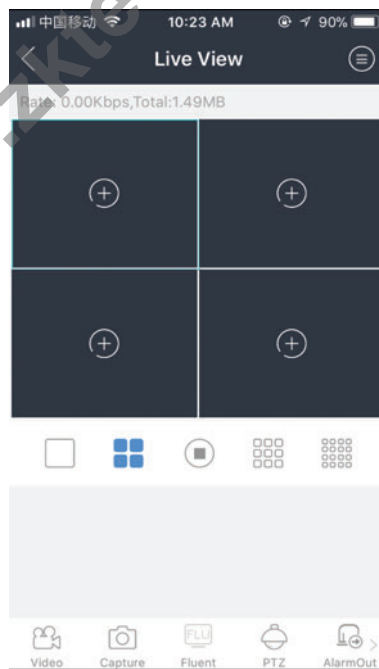 中国移动 10:23 AM 90%
Live View
Rate: 0.00Kbps,Total:1.49MB
FLU
Video Capture Fluent PTZ AlarmOut
.zkte